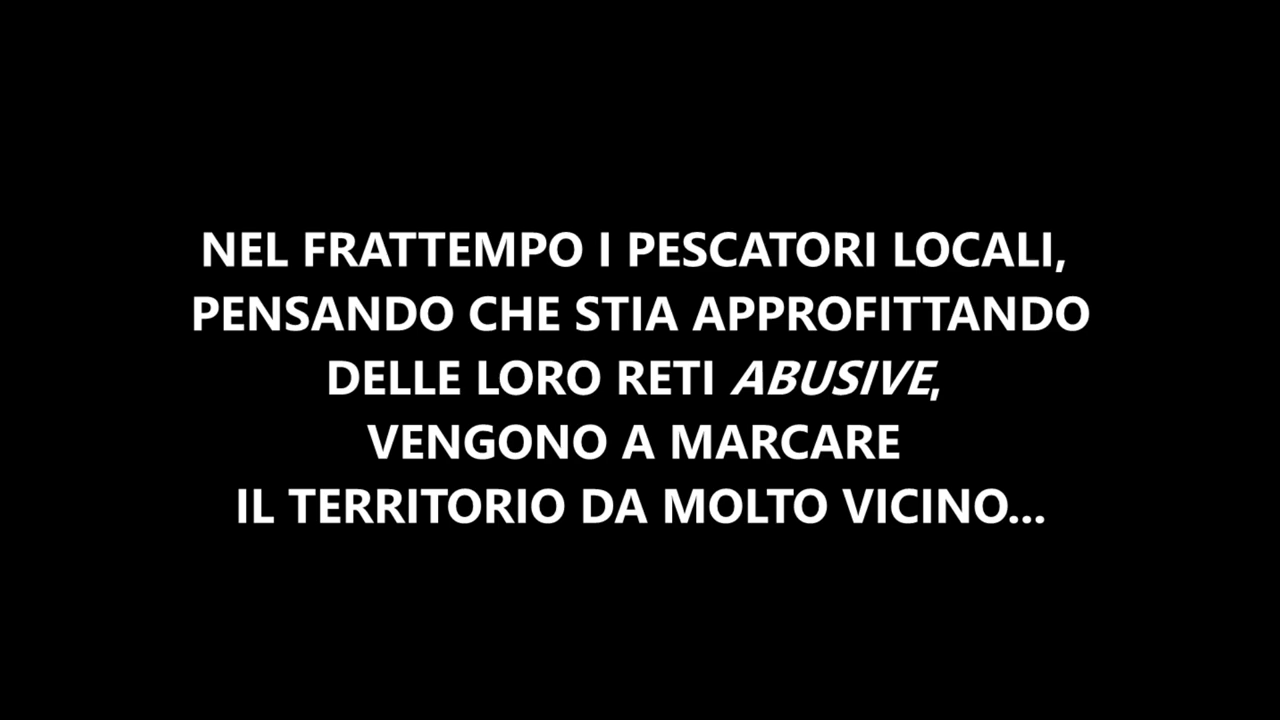 NEL FRATTEMPO I PESCATORI LOCALI,
PENSANDO CHE STIA APPROFITTANDO
DELLE LORO RETI ABUSIVE,
VENGONO A MARCARE
IL TERRITORIO DA MOLTO VICINO...